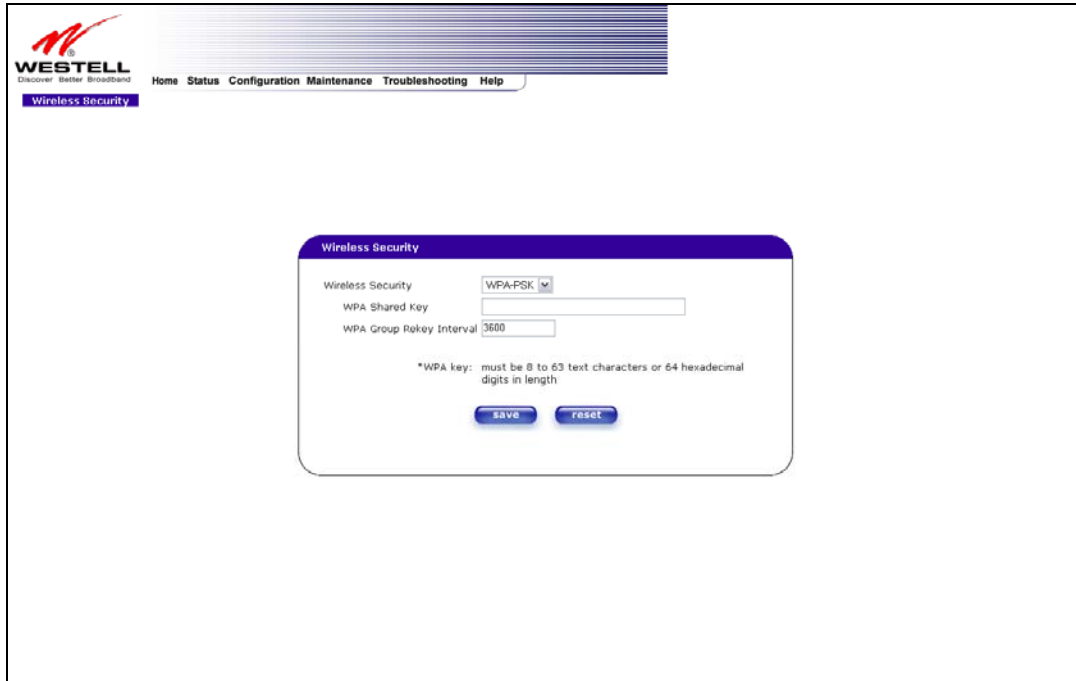 WESTELL®
Discover Better Broadband
Home Status Configuration Maintenance Troubleshooting Help
Wireless Security
Wireless Security
Wireless Security WPA-PSK
WPA Shared Key
WPA Group Rekey Interval 3600
*WPA key: must be 8 to 63 text characters or 64 hexadecimal
digits in length
save reset